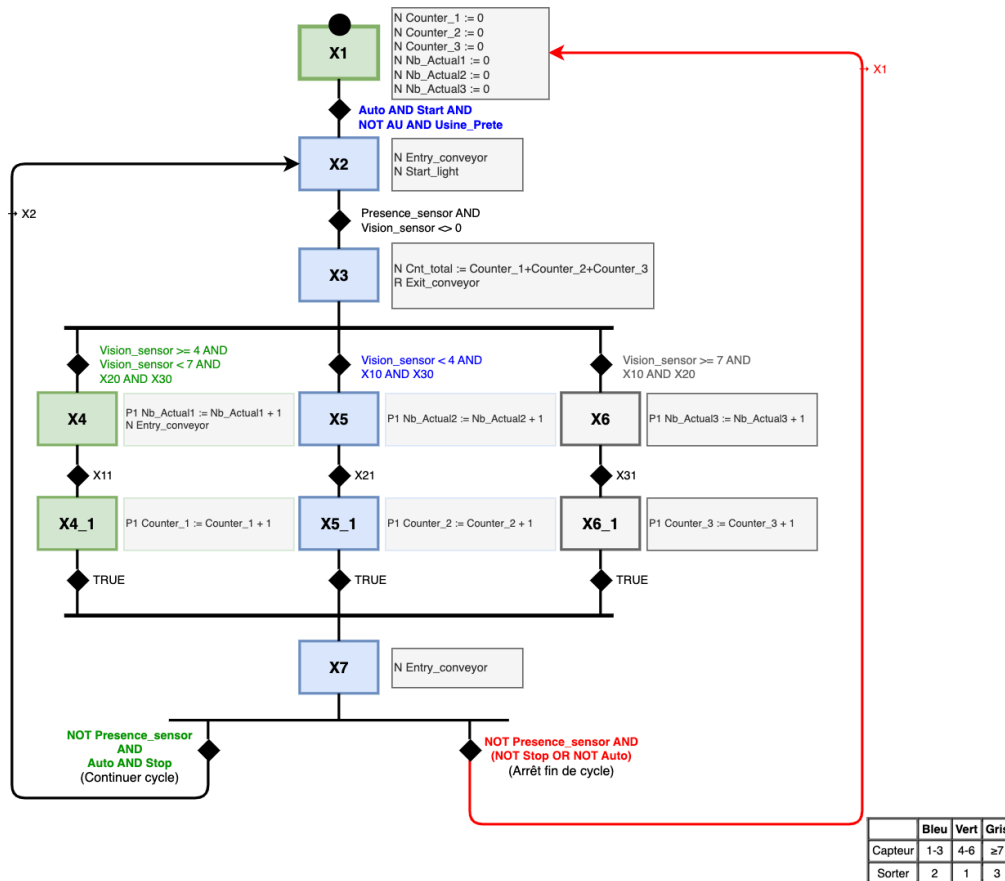 X1
N Counter_1 := 0
N Counter_2 := 0
N Counter_3 := 0
N Nb_Actual1 := 0
N Nb_Actual2 := 0
N Nb_Actual3 := 0
→ X1
Auto AND Start AND
NOT AU AND Usine_Prete
X2
N Entry_conveyor
N Start_light
→ X2
Presence_sensor AND
Vision_sensor <> 0
X3
N Cnt_total := Counter_1+Counter_2+Counter_3
R Exit_conveyor
Vision_sensor >= 4 AND
Vision_sensor < 7 AND
X20 AND X30
Vision_sensor < 4 AND
X10 AND X30
Vision_sensor >= 7 AND
X10 AND X20
X4
P1 Nb_Actual1 := Nb_Actual1 + 1
N Entry_conveyor
X5
P1 Nb_Actual2 := Nb_Actual2 + 1
X6
P1 Nb_Actual3 := Nb_Actual3 + 1
X11
X21
X31
X4_1
P1 Counter_1 := Counter_1 + 1
X5_1
P1 Counter_2 := Counter_2 + 1
X6_1
P1 Counter_3 := Counter_3 + 1
TRUE
TRUE
TRUE
X7
N Entry_conveyor
NOT Presence_sensor
AND
Auto AND Stop
(Continuer cycle)
NOT Presence_sensor AND
(NOT Stop OR NOT Auto)
(Arrêt fin de cycle)
Bleu Vert Gris
Capteur 1-3 4-6 ≥7
Sorter 2 1 3